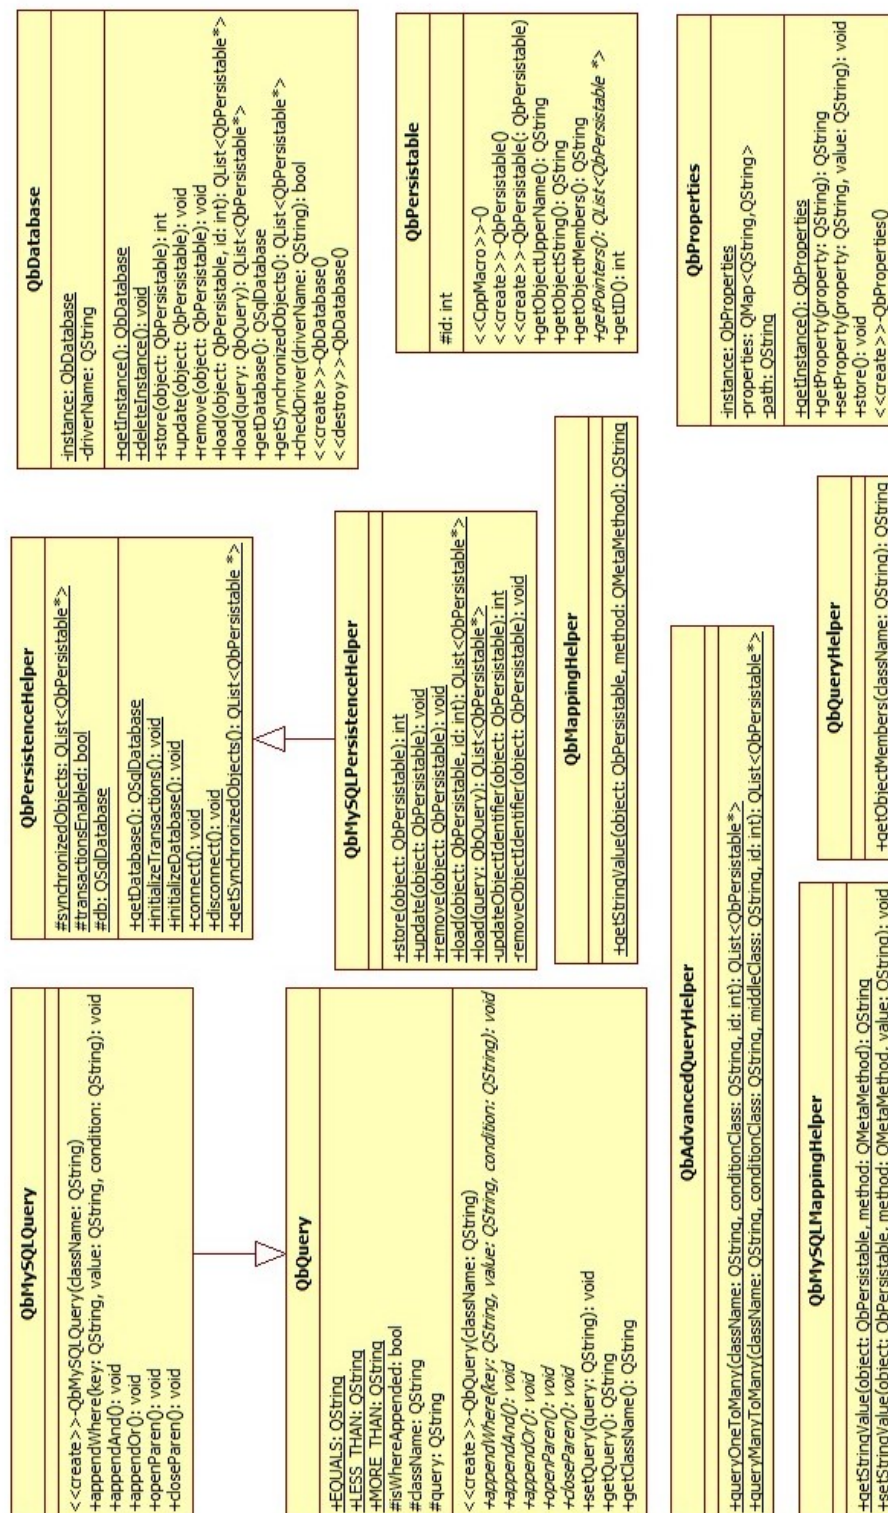 QbMySQLQuery
<<create>>-QbMySQLQuery(className: QString)
+appendWhere(key: QString, value: QString, condition: QString): void
+appendAnd(): void
+appendOr(): void
+openParen(): void
+closeParen(): void
QbPersistenceHelper
#synchronizedObjects: QList<QbPersistable*>
#transactionsEnabled: bool
#db: QSqlDatabase
+getDatabase(): QSqlDatabase
+initializeTransactions(): void
+initializeDatabase(): void
+connect(): void
+disconnect(): void
+getSynchronizedObjects(): QList<QbPersistable *>
QbDatabase
-instance: QbDatabase
-driverName: QString
+getInstance(): QbDatabase
+deleteInstance(): void
+store(object: QbPersistable): int
+update(object: QbPersistable): void
+remove(object: QbPersistable): void
+load(object: QbPersistable, id: int): QList<QbPersistable*>
+load(query: QbQuery): QList<QbPersistable*>
+getDatabase(): QSqlDatabase
+getSynchronizedObjects(): QList<QbPersistable*>
+checkDriver(driverName: QString): bool
<<create>>-QbDatabase()
<<destroy>>-QbDatabase()
QbQuery
+EQUALS: QString
+LESS_THAN: QString
+MORE_THAN: QString
#isWhereAppended: bool
#className: QString
#query: QString
<<create>>-QbQuery(className: QString)
+appendWhere(key: QString, value: QString, condition: QString): void
+appendAnd(): void
+appendOr(): void
+openParen(): void
+closeParen(): void
+setQuery(query: QString): void
+getQuery(): QString
+getClassName(): QString
QbMySQLPersistenceHelper
+store(object: QbPersistable): int
+update(object: QbPersistable): void
+remove(object: QbPersistable): void
+load(object: QbPersistable, id: int): QList<QbPersistable*>
+load(query: QbQuery): QList<QbPersistable*>
-updateObjectIdentifier(object: QbPersistable): int
-removeObjectIdentifier(object: QbPersistable): void
QbPersistable
#id: int
<<CppMacro>>-()
<<create>>-QbPersistable()
<<create>>-QbPersistable(: QbPersistable)
+getObjectUpperName(): QString
+getObjectString(): QString
+getObjectMembers(): QString
+getPointers(): QList<QbPersistable *>
+getID(): int
QbMappingHelper
+getStringValue(object: QbPersistable, method: QMetaMethod): QString
QbAdvancedQueryHelper
+queryOneToMany(className: QString, conditionClass: QString, id: int): QList<QbPersistable*>
+queryManyToMany(className: QString, conditionClass: QString, middleClass: QString, id: int): QList<QbPersistable*>
QbProperties
-instance: QbProperties
-properties: QMap<QString,QString>
-path: QString
+getInstance(): QbProperties
+getProperty(property: QString): QString
+setProperty(property: QString, value: QString): void
+store(): void
<<create>>-QbProperties()
QbMySQLMappingHelper
+getStringValue(object: QbPersistable, method: QMetaMethod): QString
+setStringValue(object: QbPersistable, method: QMetaMethod, value: QString): void
QbQueryHelper
+getObjectMembers(className: QString): QString